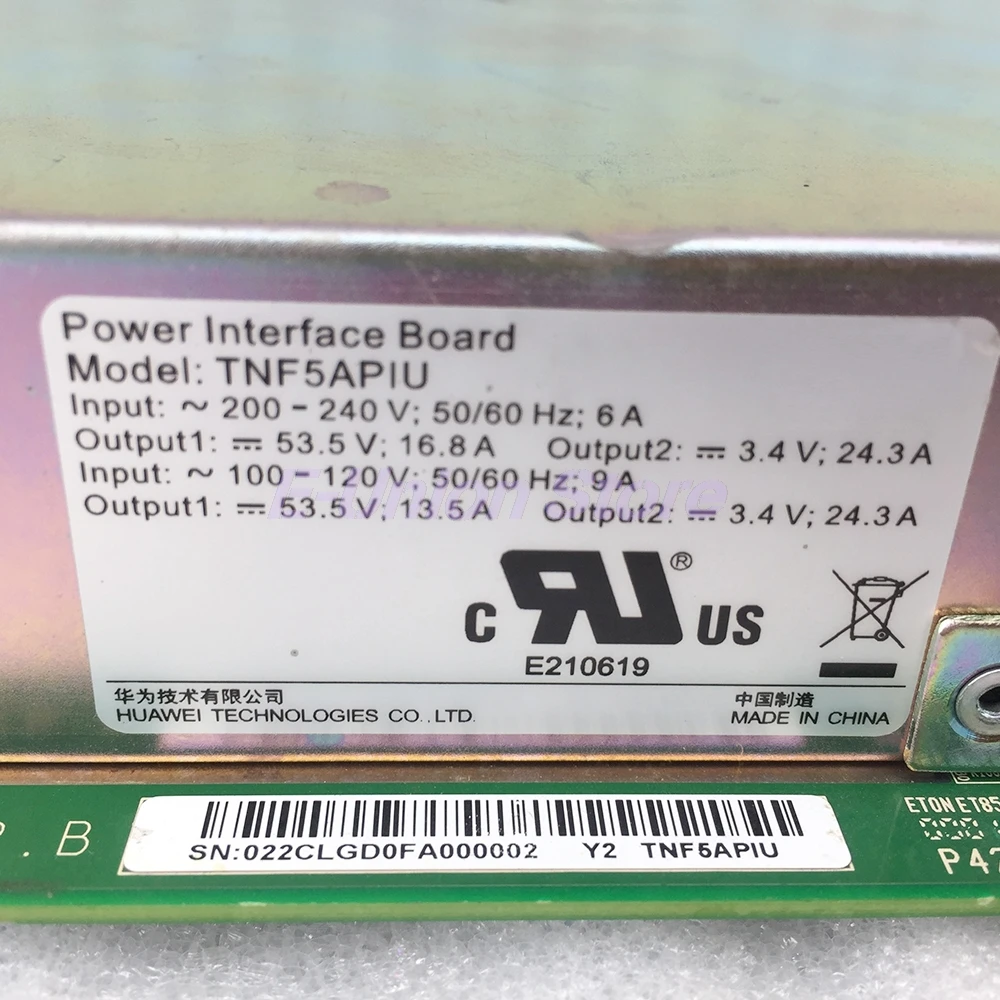 Power Interface Board
Model: TNF5APIU
Input: ~ 200 - 240 V; 50/60 Hz; 6 A
Output1: ⎓ 53.5 V; 16.8 A Output2: ⎓ 3.4 V; 24.3 A
Input: ~ 100 - 120 V; 50/60 Hz; 9 A
Output1: ⎓ 53.5 V; 13.5 A Output2: ⎓ 3.4 V; 24.3 A
E-Union Store
C RU ® US
E210619
华为技术有限公司 中国制造
HUAWEI TECHNOLOGIES CO.,LTD. MADE IN CHINA
. B
SN:022CLGD0FA000002 Y2 TNF5APIU
ETON ET85
P47